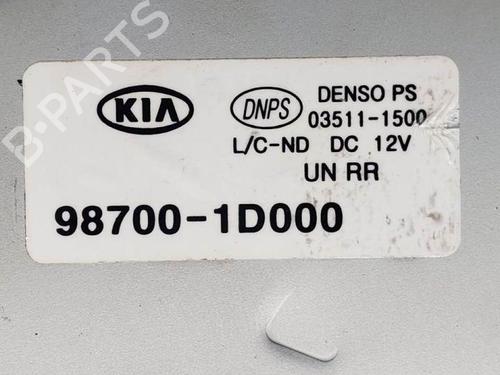 B-PARTS
KIA
DNPS
DENSO PS
03511-1500
L/C-ND DC 12V
UN RR
98700-1D000